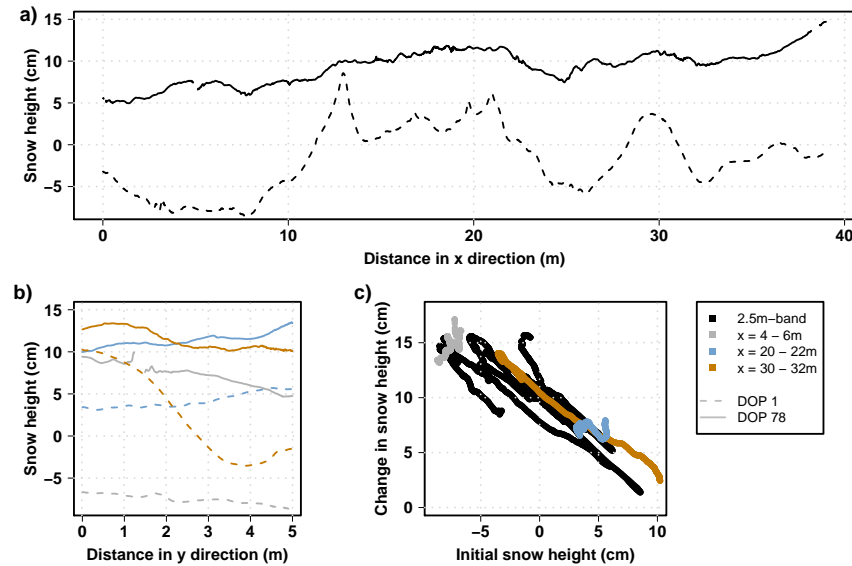 a)
Snow height (cm)
15
10
5
0
−5
0 10 20 30 40
Distance in x direction (m)
b)
Snow height (cm)
15
10
5
0
−5
0 1 2 3 4 5
Distance in y direction (m)
c)
Change in snow height (cm)
15
10
5
0
−5 0 5 10
Initial snow height (cm)
2.5m−band
x = 4 − 6m
x = 20 − 22m
x = 30 − 32m
DOP 1
DOP 78